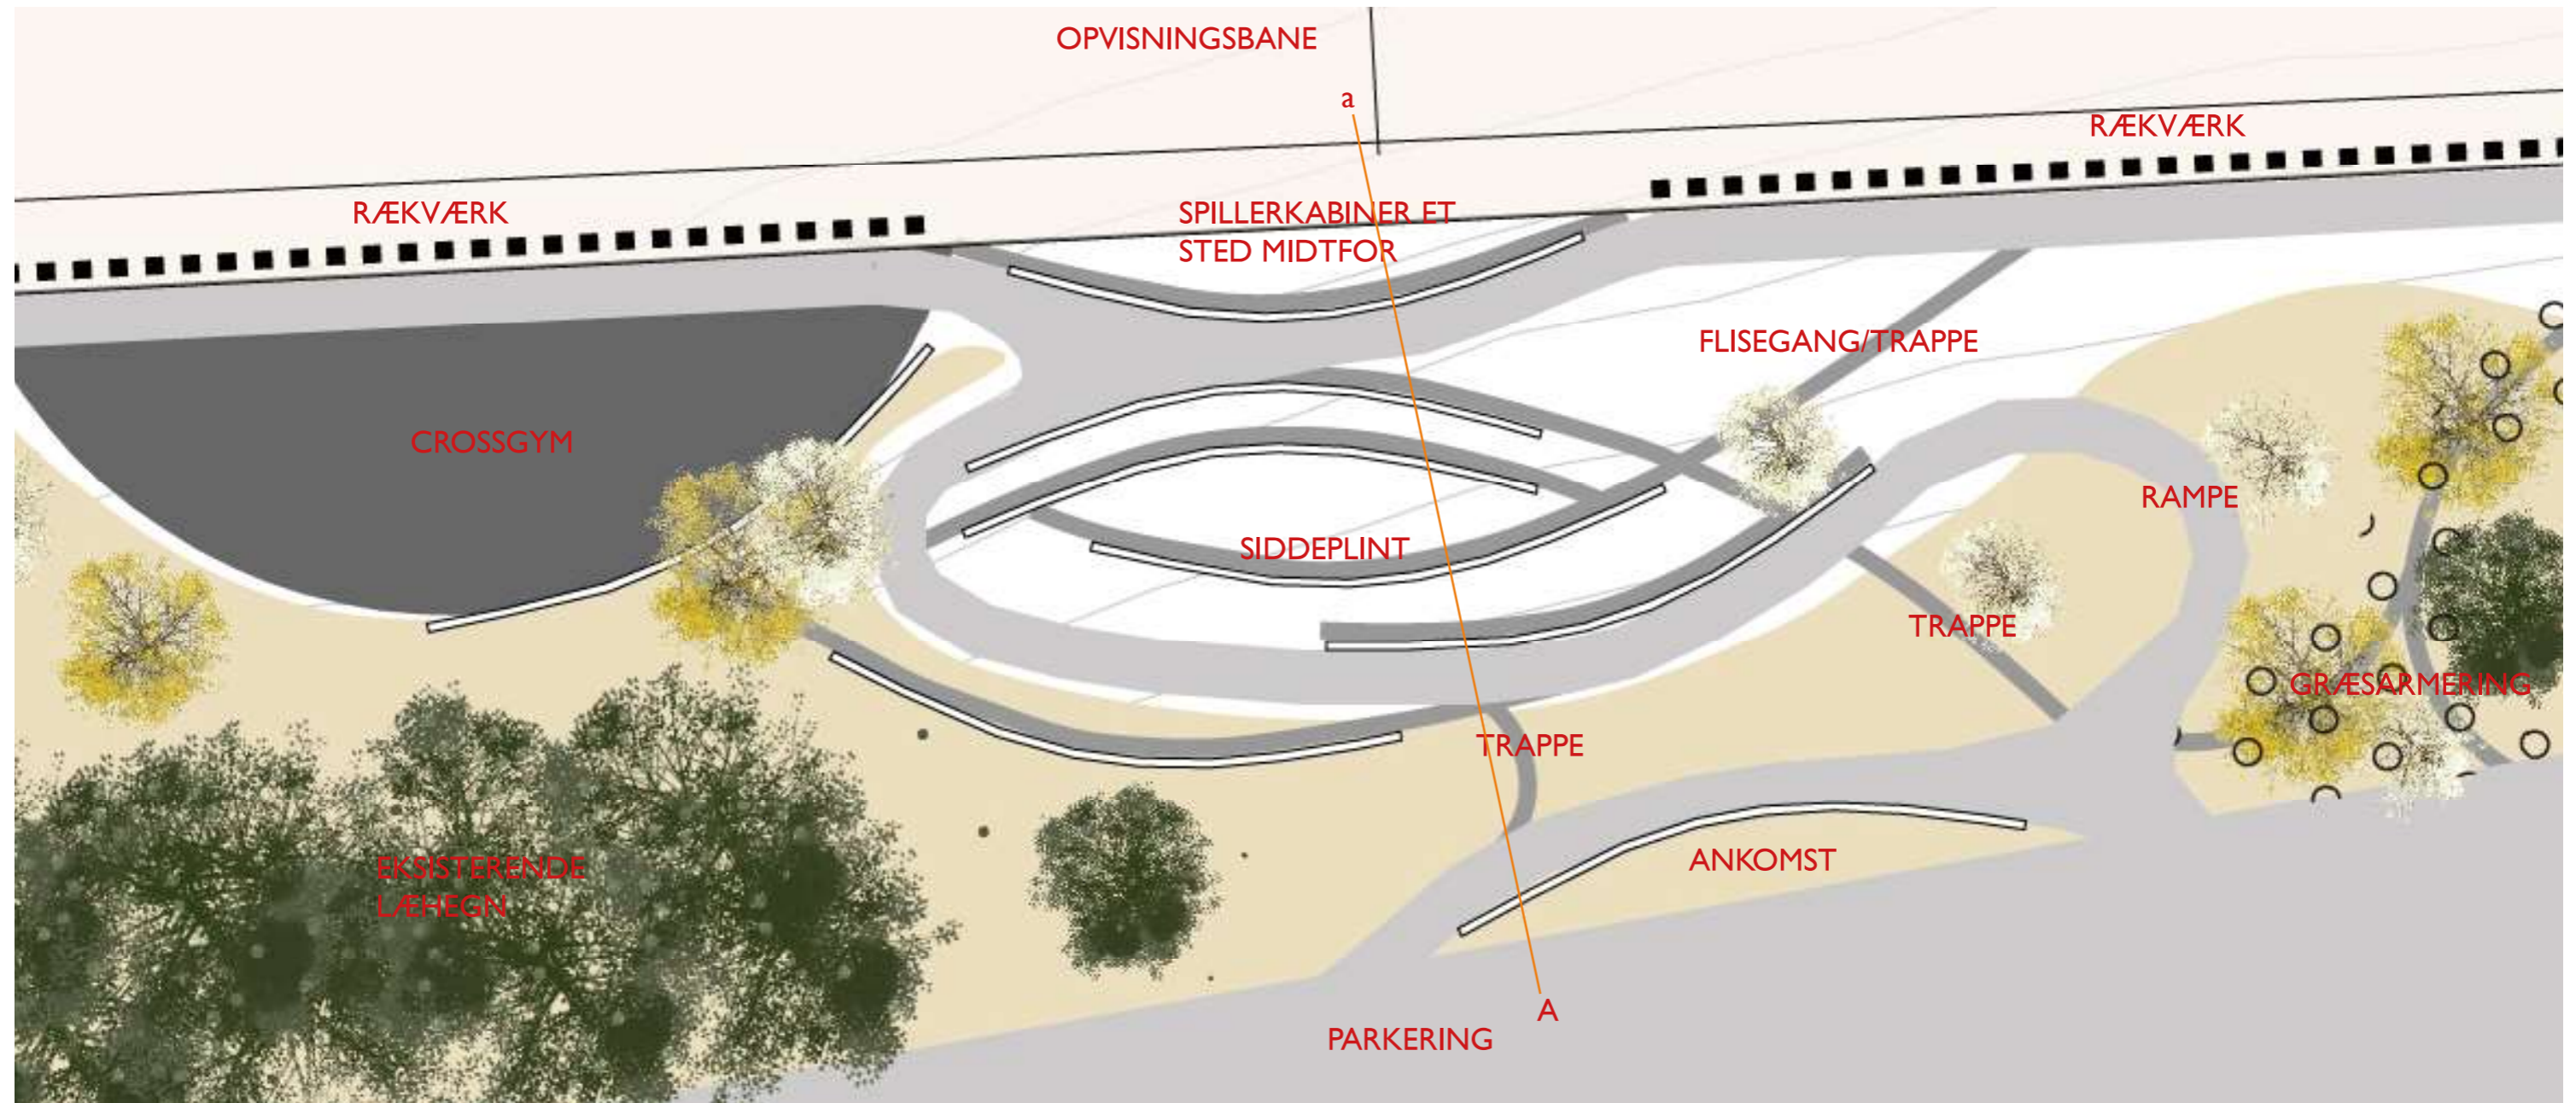 OPVISNINGSBANE
a
RÆKVÆRK
RÆKVÆRK
SPILLERKABINER ET
STED MIDTFOR
FLISEGANG/TRAPPE
CROSSGYM
RAMPE
SIDDEPLINT
TRAPPE
GRÆSARMERING
TRAPPE
EKSISTERENDE
LÆHEGN
ANKOMST
A
PARKERING